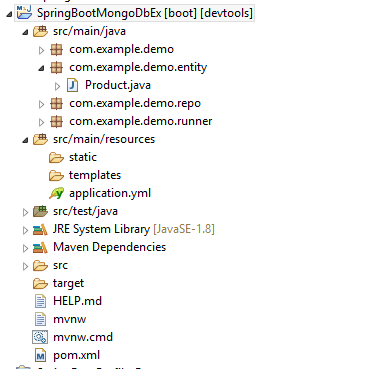 SpringBootMongoDbEx [boot] [devtools]
src/main/java
com.example.demo
com.example.demo.entity
Product.java
com.example.demo.repo
com.example.demo.runner
src/main/resources
static
templates
application.yml
src/test/java
JRE System Library [JavaSE-1.8]
Maven Dependencies
src
target
HELP.md
mvnw
mvnw.cmd
pom.xml